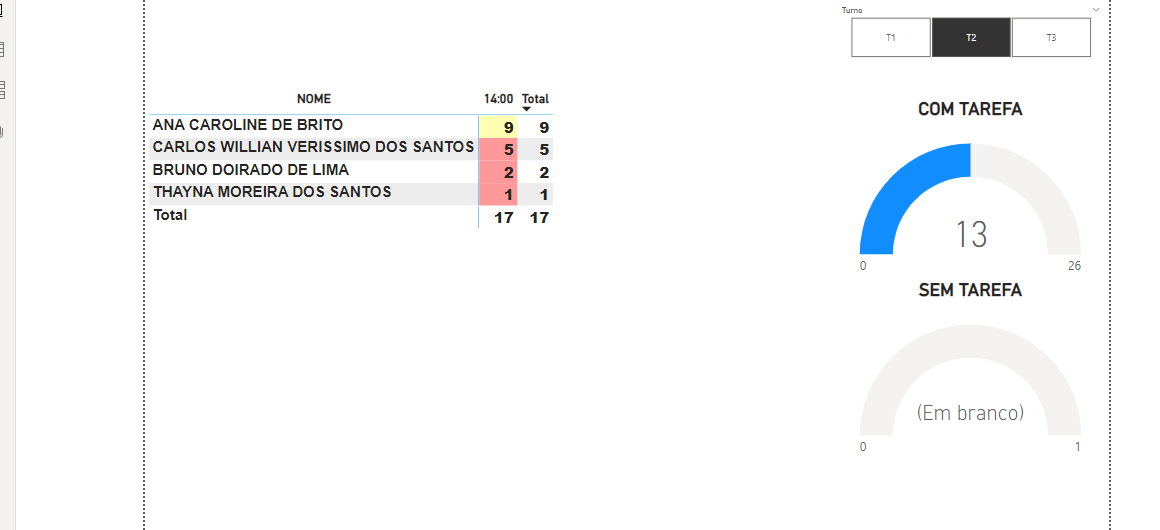 Turno
T1 T2 T3
NOME 14:00 Total
ANA CAROLINE DE BRITO 9 9
CARLOS WILLIAN VERISSIMO DOS SANTOS 5 5
BRUNO DOIRADO DE LIMA 2 2
THAYNA MOREIRA DOS SANTOS 1 1
Total 17 17
COM TAREFA
13
0 26
SEM TAREFA
(Em branco)
0 1